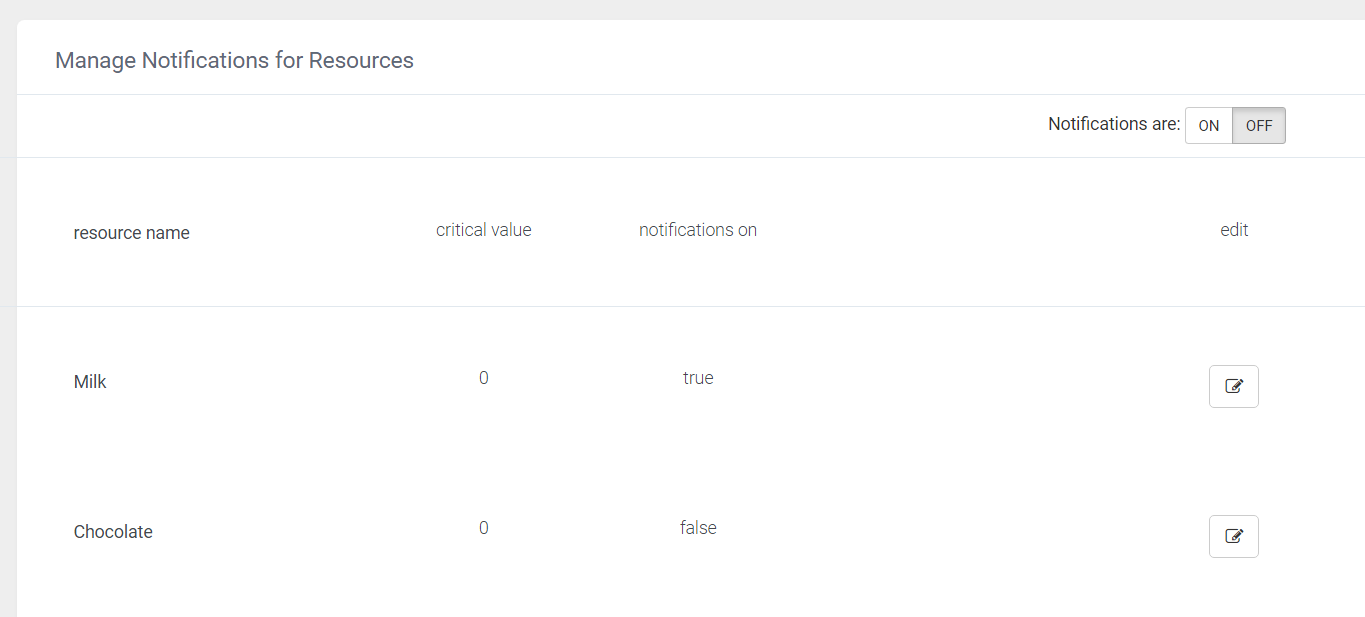 Manage Notifications for Resources
Notifications are: ON OFF
resource name critical value notifications on edit
Milk 0 true
Chocolate 0 false